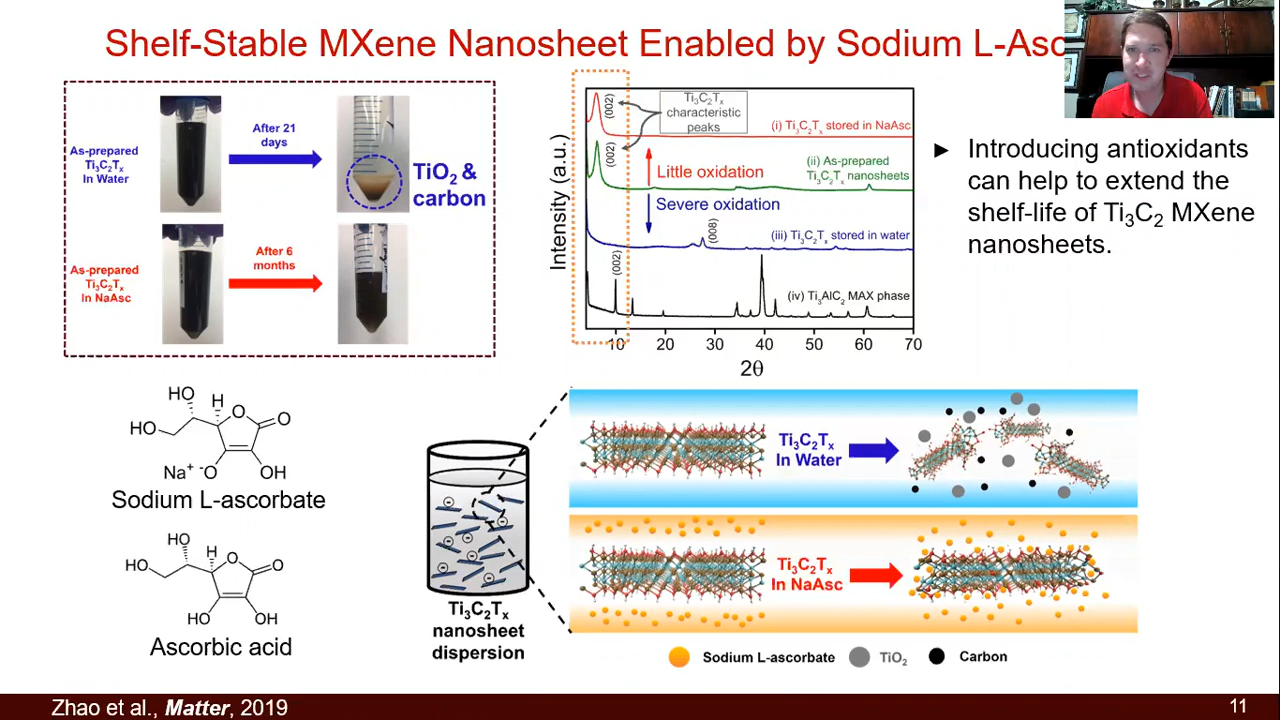 Shelf-Stable MXene Nanosheet Enabled by Sodium L-Asc
As-prepared
Ti₃C₂Tₓ
In Water
After 21
days
TiO₂ &
carbon
As-prepared
Ti₃C₂Tₓ
In NaAsc
After 6
months
Intensity (a.u.)
(002)
Ti₃C₂Tₓ
characteristic
peaks
(i) Ti₃C₂Tₓ stored in NaAsc
(002)
Little oxidation
(ii) As-prepared
Ti₃C₂Tₓ nanosheets
Severe oxidation
(008)
(iii) Ti₃C₂Tₓ stored in water
(002)
(iv) Ti₃AlC₂ MAX phase
10 20 30 40 50 60 70
2θ
► Introducing antioxidants
can help to extend the
shelf-life of Ti₃C₂ MXene
nanosheets.
HO
H
O
O
HO
Na⁺ ⁻O
OH
Sodium L-ascorbate
HO
H
O
O
HO
HO
OH
Ascorbic acid
Ti₃C₂Tₓ
nanosheet
dispersion
Ti₃C₂Tₓ
In Water
Ti₃C₂Tₓ
In NaAsc
Sodium L-ascorbate
TiO₂
Carbon
Zhao et al., Matter, 2019
11